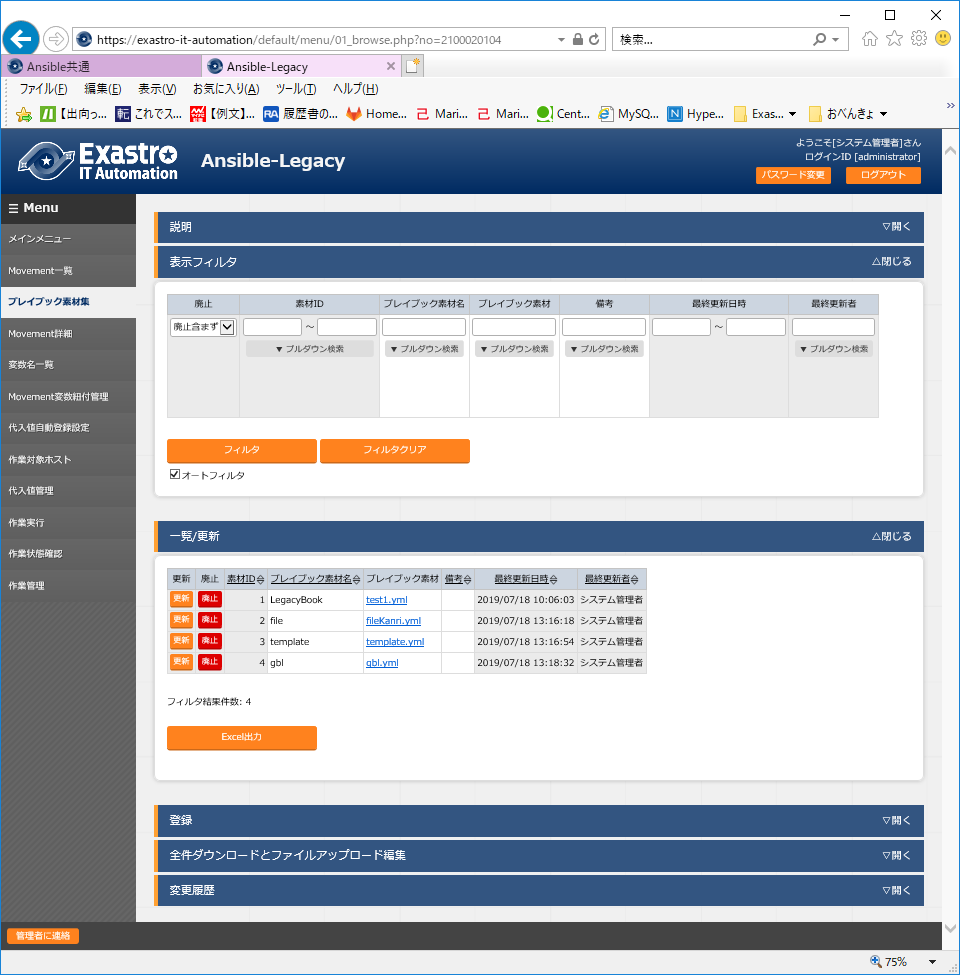 https://exastro-it-automation/default/menu/01_browse.php?no=2100020104
検索...
Ansible共通
Ansible-Legacy
ファイル(F) 編集(E) 表示(V) お気に入り(A) ツール(T) ヘルプ(H)
【出向っ... これでス... 【例文】... 履歴書の... Home... Mari... Mari... Cent... MySQ... Hype... Exas... おべんきょ
Exastro
IT Automation
Ansible-Legacy
ようこそ[システム管理者]さん
ログインID [administrator]
パスワード変更 ログアウト
Menu
メインメニュー
Movement一覧
プレイブック素材集
Movement詳細
変数名一覧
Movement変数紐付管理
代入値自動登録設定
作業対象ホスト
代入値管理
作業実行
作業状態確認
作業管理
説明 ▽開く
表示フィルタ △閉じる
廃止 素材ID プレイブック素材名 プレイブック素材 備考 最終更新日時 最終更新者
廃止含まず ～ ～
▼プルダウン検索 ▼プルダウン検索 ▼プルダウン検索 ▼プルダウン検索 ▼プルダウン検索
フィルタ フィルタクリア
オートフィルタ
一覧/更新 △閉じる
更新 廃止 素材ID プレイブック素材名 プレイブック素材 備考 最終更新日時 最終更新者
更新 廃止 1 LegacyBook test1.yml 2019/07/18 10:06:03 システム管理者
更新 廃止 2 file fileKanri.yml 2019/07/18 13:16:18 システム管理者
更新 廃止 3 template template.yml 2019/07/18 13:16:54 システム管理者
更新 廃止 4 gbl gbl.yml 2019/07/18 13:18:32 システム管理者
フィルタ結果件数: 4
Excel出力
登録 ▽開く
全件ダウンロードとファイルアップロード編集 ▽開く
変更履歴 ▽開く
管理者に連絡
75%